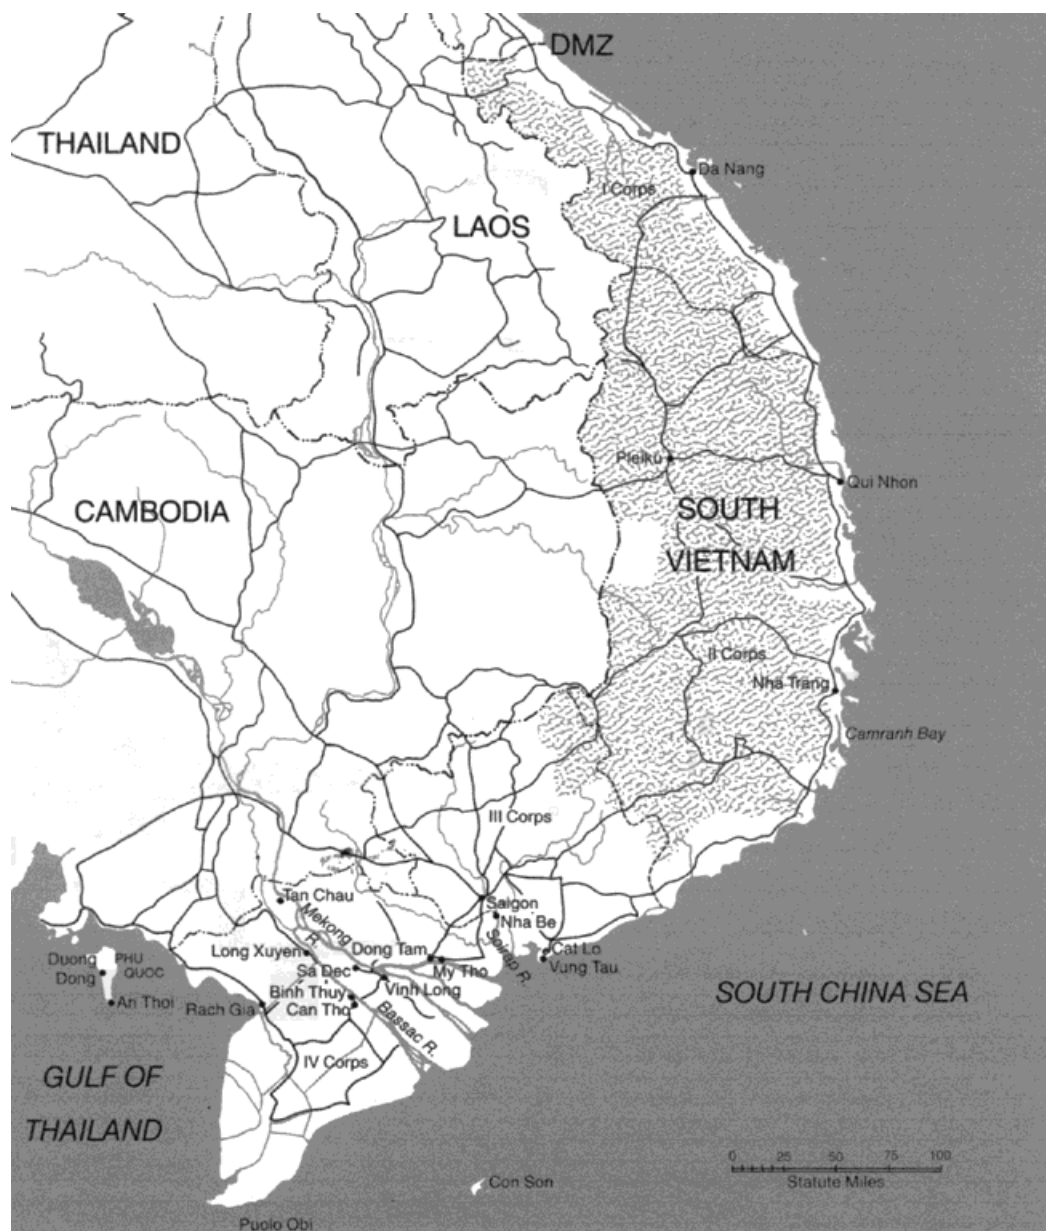 DMZ
THAILAND
Da Nang
I Corps
LAOS
Pleiku
Qui Nhon
CAMBODIA
SOUTH
VIETNAM
II Corps
Nha Trang
Camranh Bay
III Corps
Tan Chau
Saigon
Mekong
R.
Nha Be
Soirap R.
Long Xuyen
Dong Tam
Cat Lo
Vung Tau
Duong
Dong
PHU
QUOC
Sa Dec
My Tho
Vinh Long
Binh Thuy
Can Tho
An Thoi
Rach Gia
Bassac R.
SOUTH CHINA SEA
IV Corps
GULF OF
THAILAND
0 25 50 75 100
Statute Miles
Con Son
Puolo Obi